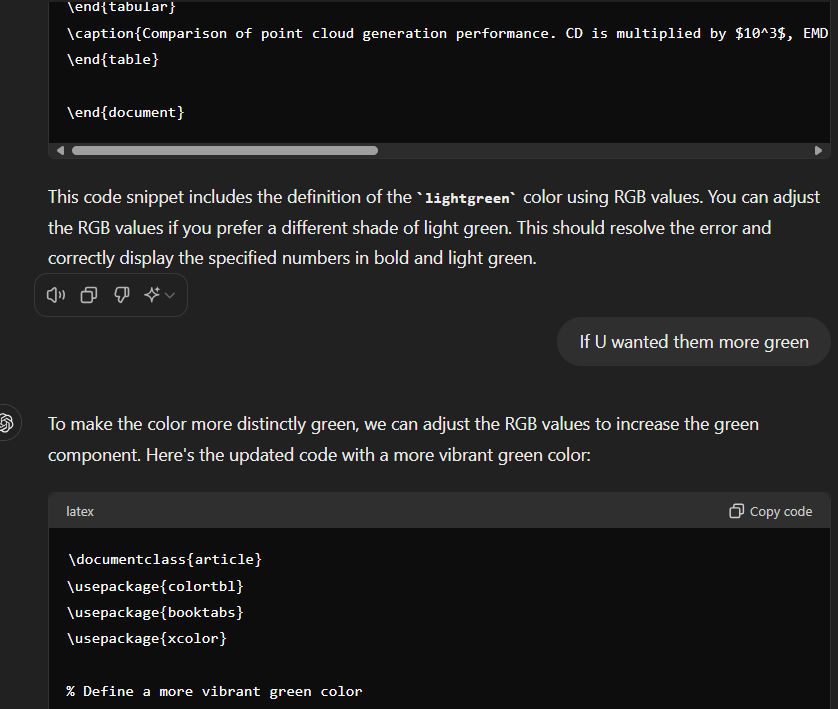 \end{tabular}
\caption{Comparison of point cloud generation performance. CD is multiplied by $10^3$, EMD
\end{table}
\end{document}
This code snippet includes the definition of the `lightgreen` color using RGB values. You can adjust
the RGB values if you prefer a different shade of light green. This should resolve the error and
correctly display the specified numbers in bold and light green.
If U wanted them more green
To make the color more distinctly green, we can adjust the RGB values to increase the green
component. Here's the updated code with a more vibrant green color:
latex
Copy code
\documentclass{article}
\usepackage{colortbl}
\usepackage{booktabs}
\usepackage{xcolor}
% Define a more vibrant green color